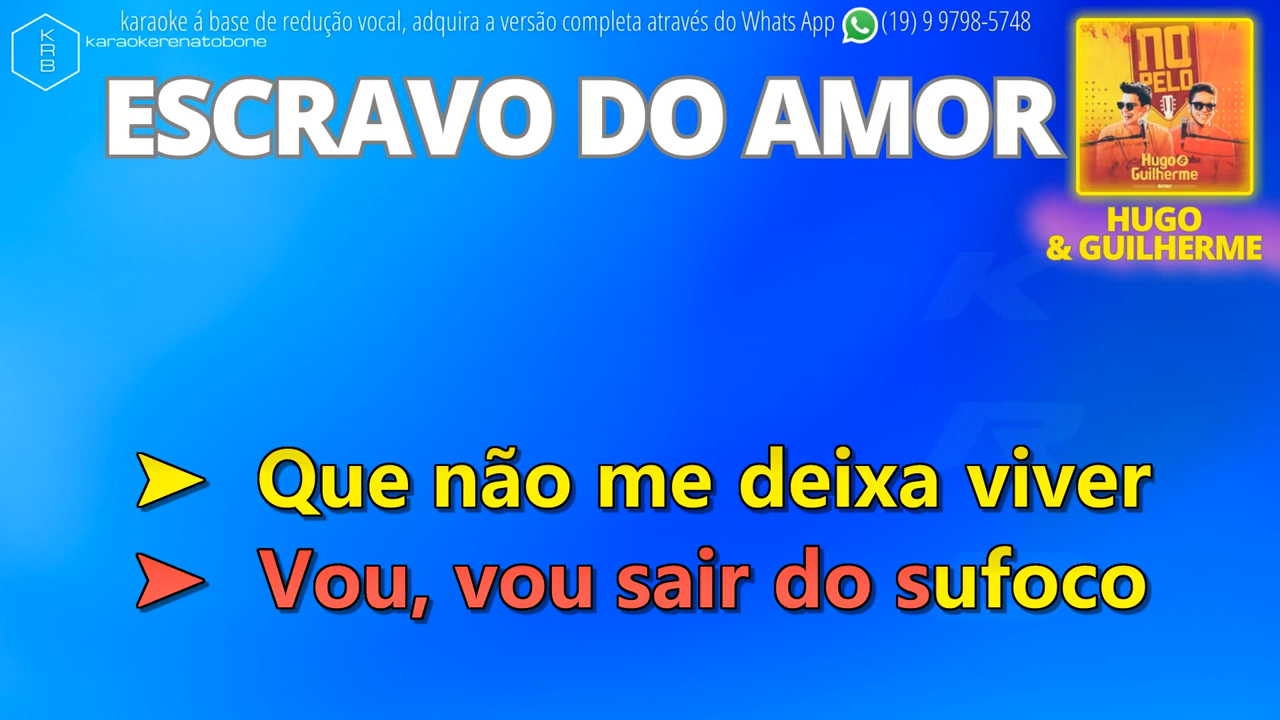 karaoke á base de redução vocal, adquira a versão completa através do Whats App (19) 9 9798-5748
KRB
karaokerenatobone
ESCRAVO DO AMOR
NO
PELO
Hugo &
Guilherme
HUGO
& GUILHERME
K
R
Que não me deixa viver
Vou, vou sair do sufoco